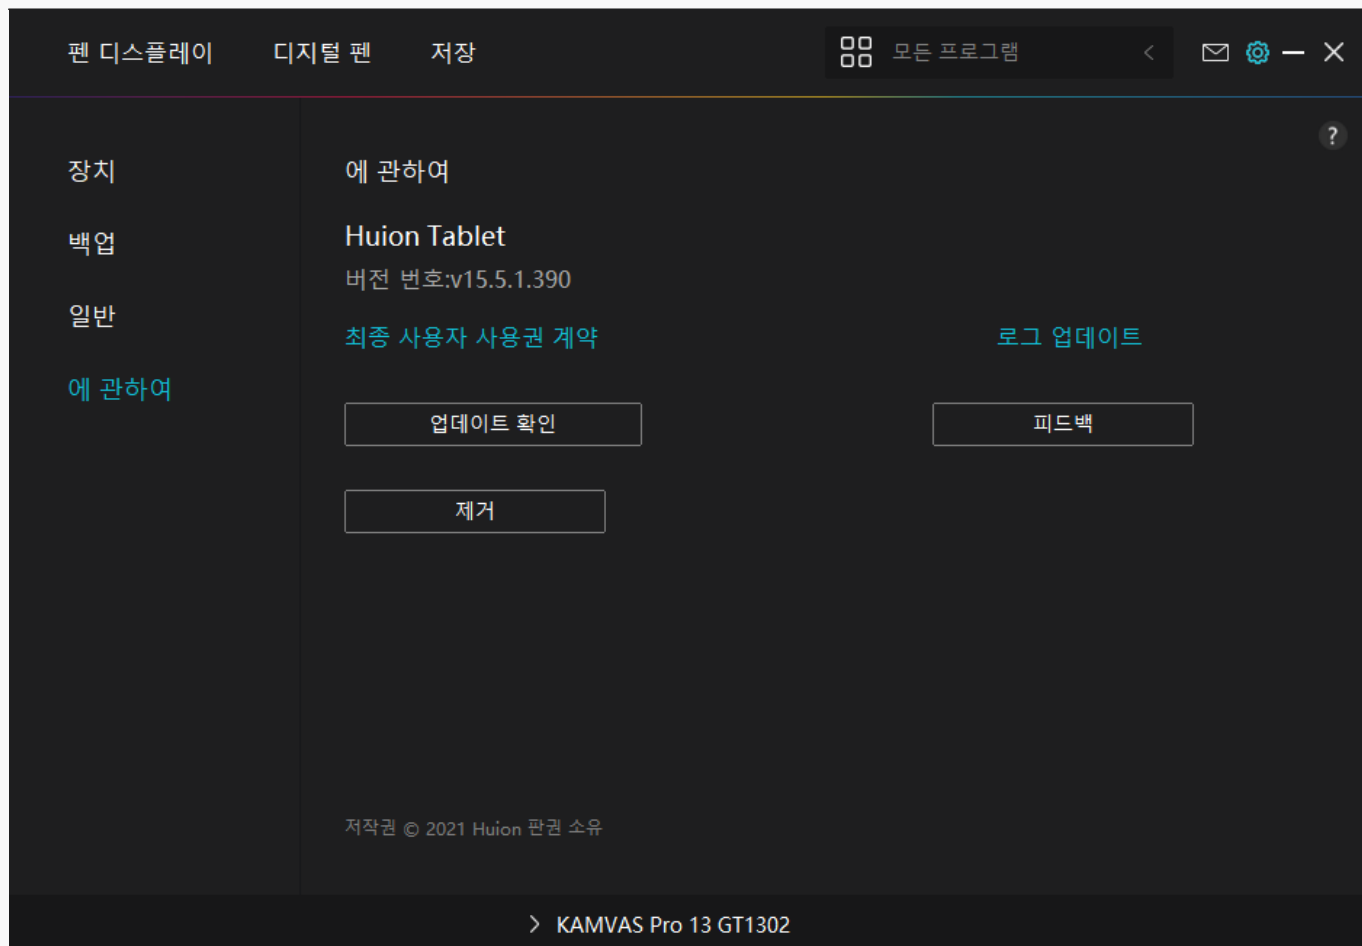 펜 디스플레이 디지털 펜 저장 모든 프로그램
?
장치
백업
일반
에 관하여
에 관하여
Huion Tablet
버전 번호:v15.5.1.390
최종 사용자 사용권 계약 로그 업데이트
업데이트 확인 피드백
제거
저작권 © 2021 Huion 판권 소유
KAMVAS Pro 13 GT1302